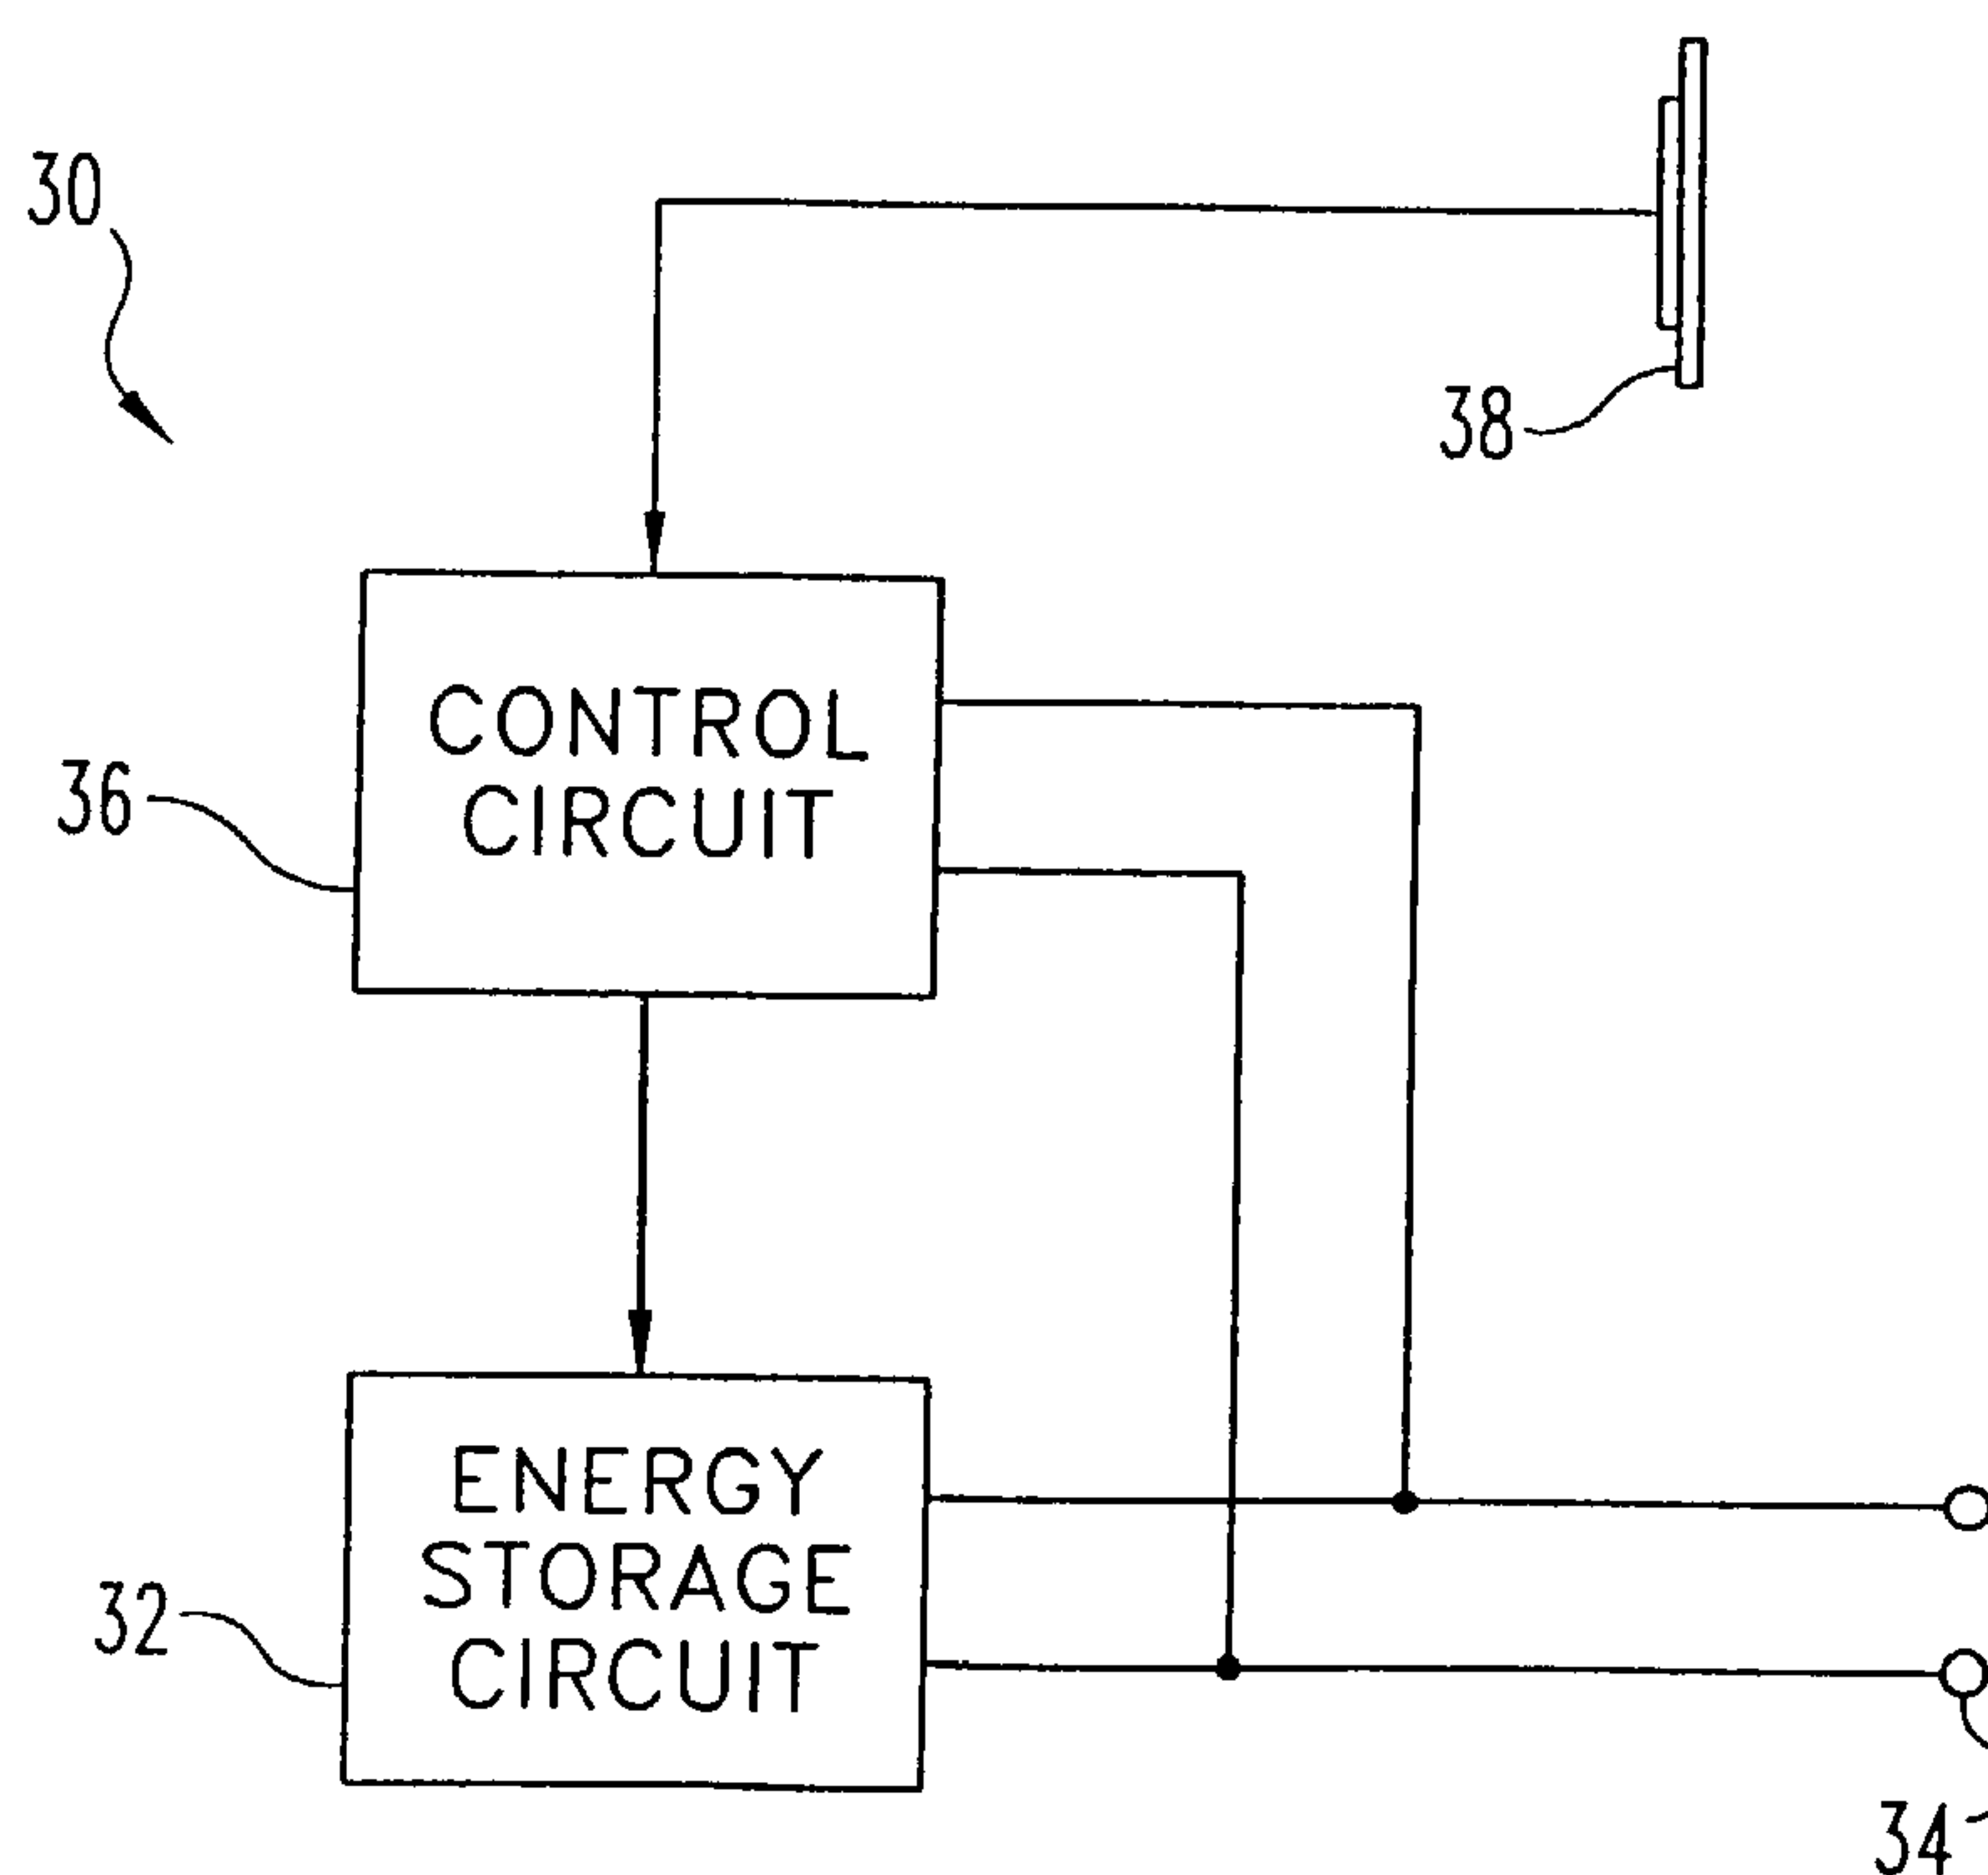 30
38
CONTROL
CIRCUIT
36
ENERGY
STORAGE
CIRCUIT
32
34